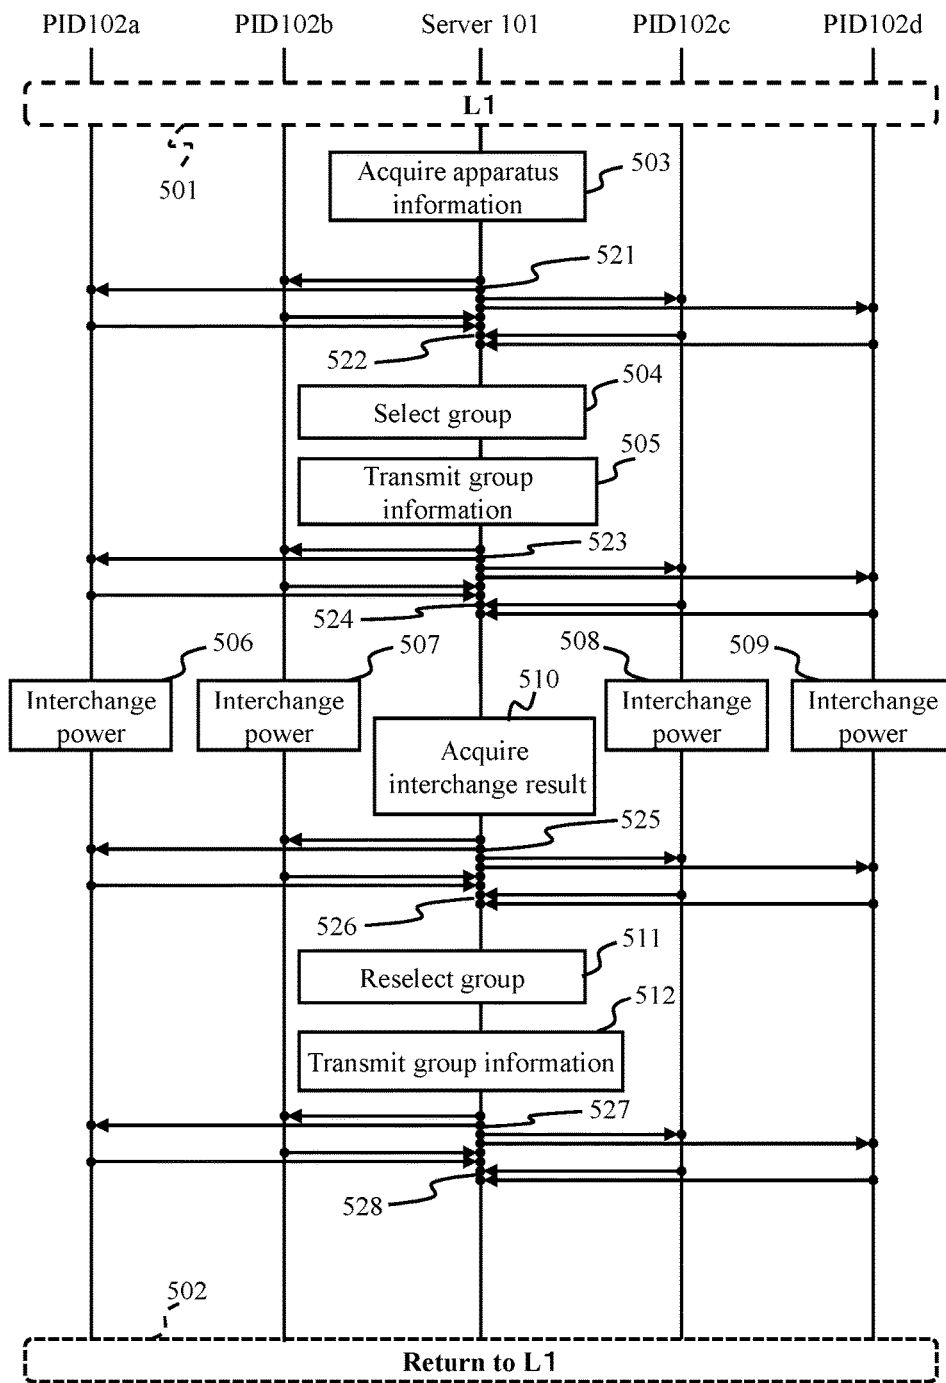 PID102a PID102b Server 101 PID102c PID102d
L1
501
Acquire apparatus
information
503
521
522
504
Select group
505
Transmit group
information
523
524
506
507
508
509
Interchange
power
Interchange
power
510
Interchange
power
Interchange
power
Acquire
interchange result
525
526
511
Reselect group
512
Transmit group information
527
528
502
Return to L1